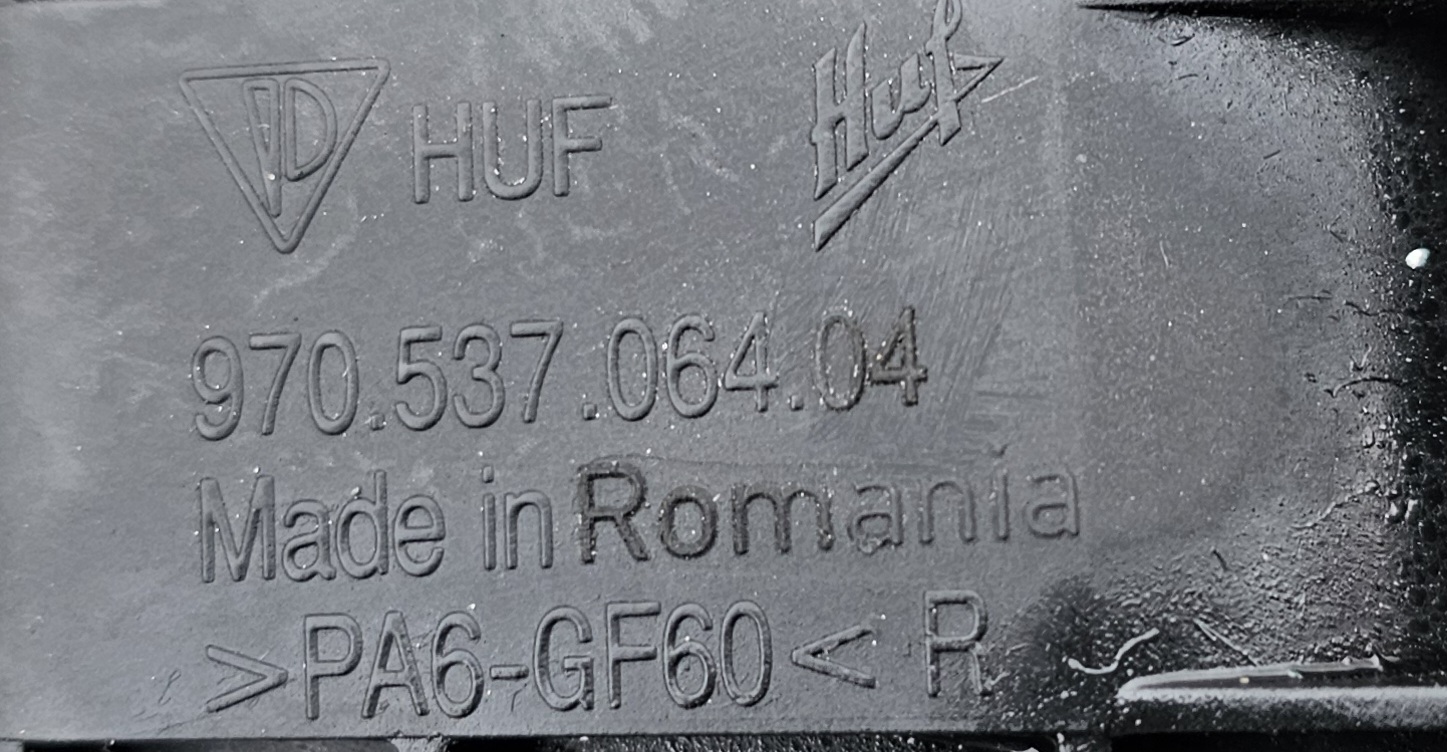 HUF Huf
970.537.064.04
Made in Romania
>PA6-GF60< R